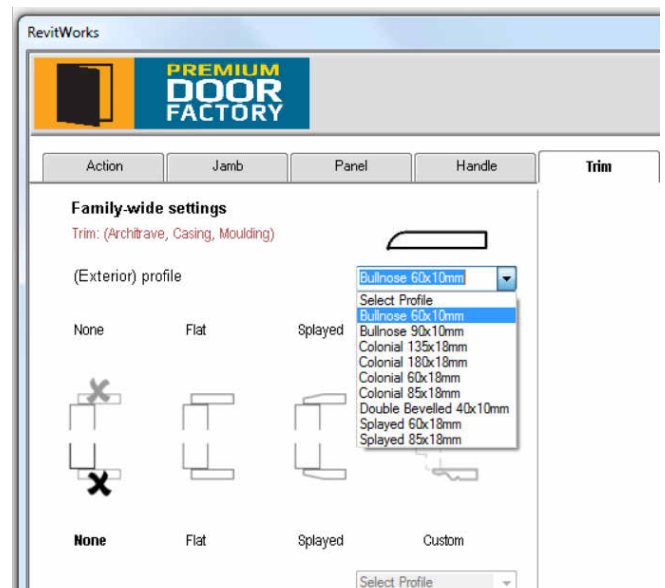 RevitWorks
PREMIUM
DOOR
FACTORY
Action Jamb Panel Handle Trim
Family-wide settings
Trim: (Architrave, Casing, Moulding)
(Exterior) profile
Bullnose 60x10mm
Select Profile
Bullnose 60x10mm
Bullnose 90x10mm
Colonial 135x18mm
Colonial 180x18mm
Colonial 60x18mm
Colonial 85x18mm
Double Bevelled 40x10mm
Splayed 60x18mm
Splayed 85x18mm
None Flat Splayed
None Flat Splayed Custom
Select Profile